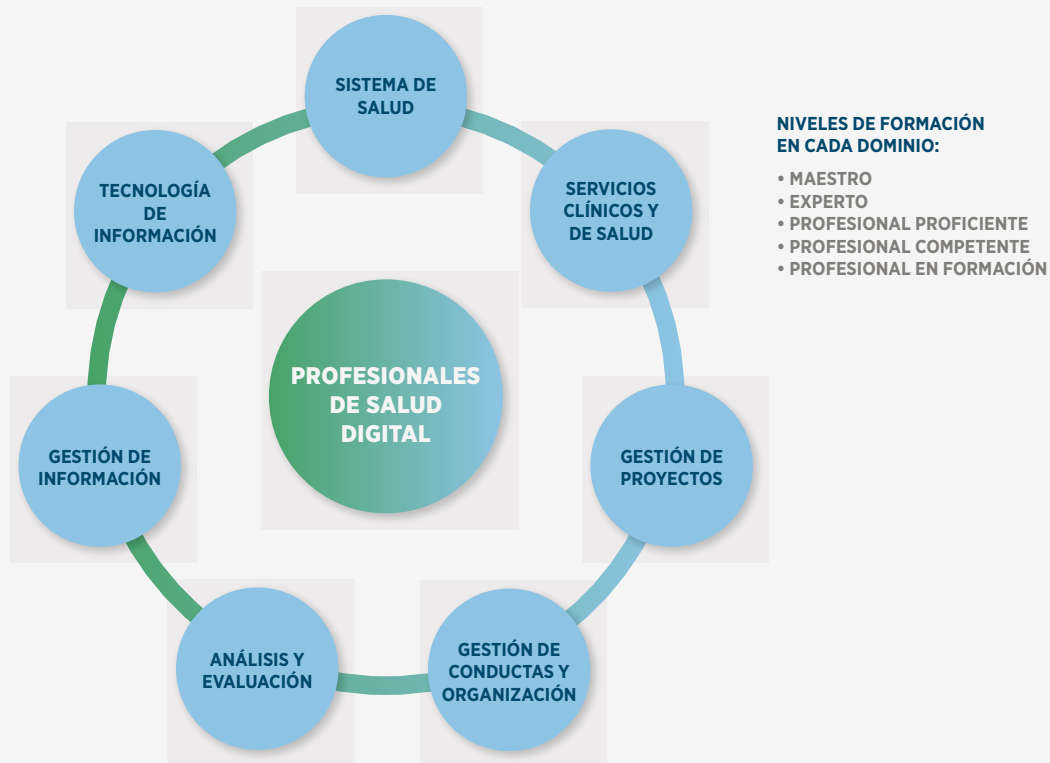 SISTEMA DE
SALUD
SERVICIOS
CLÍNICOS Y
DE SALUD
GESTIÓN DE
PROYECTOS
GESTIÓN DE
CONDUCTAS Y
ORGANIZACIÓN
ANÁLISIS Y
EVALUACIÓN
GESTIÓN DE
INFORMACIÓN
TECNOLOGÍA
DE
INFORMACIÓN
PROFESIONALES
DE SALUD
DIGITAL
NIVELES DE FORMACIÓN
EN CADA DOMINIO:
• MAESTRO
• EXPERTO
• PROFESIONAL PROFICIENTE
• PROFESIONAL COMPETENTE
• PROFESIONAL EN FORMACIÓN